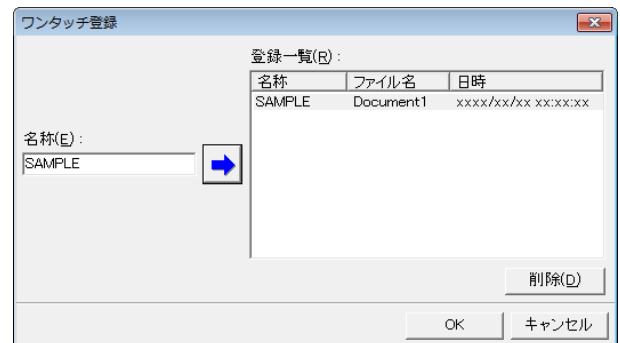 ワンタッチ登録
登録一覧(R):
名称 ファイル名 日時
SAMPLE Document1 xxxx/xx/xx xx:xx:xx
名称(E):
SAMPLE
削除(D)
OK キャンセル